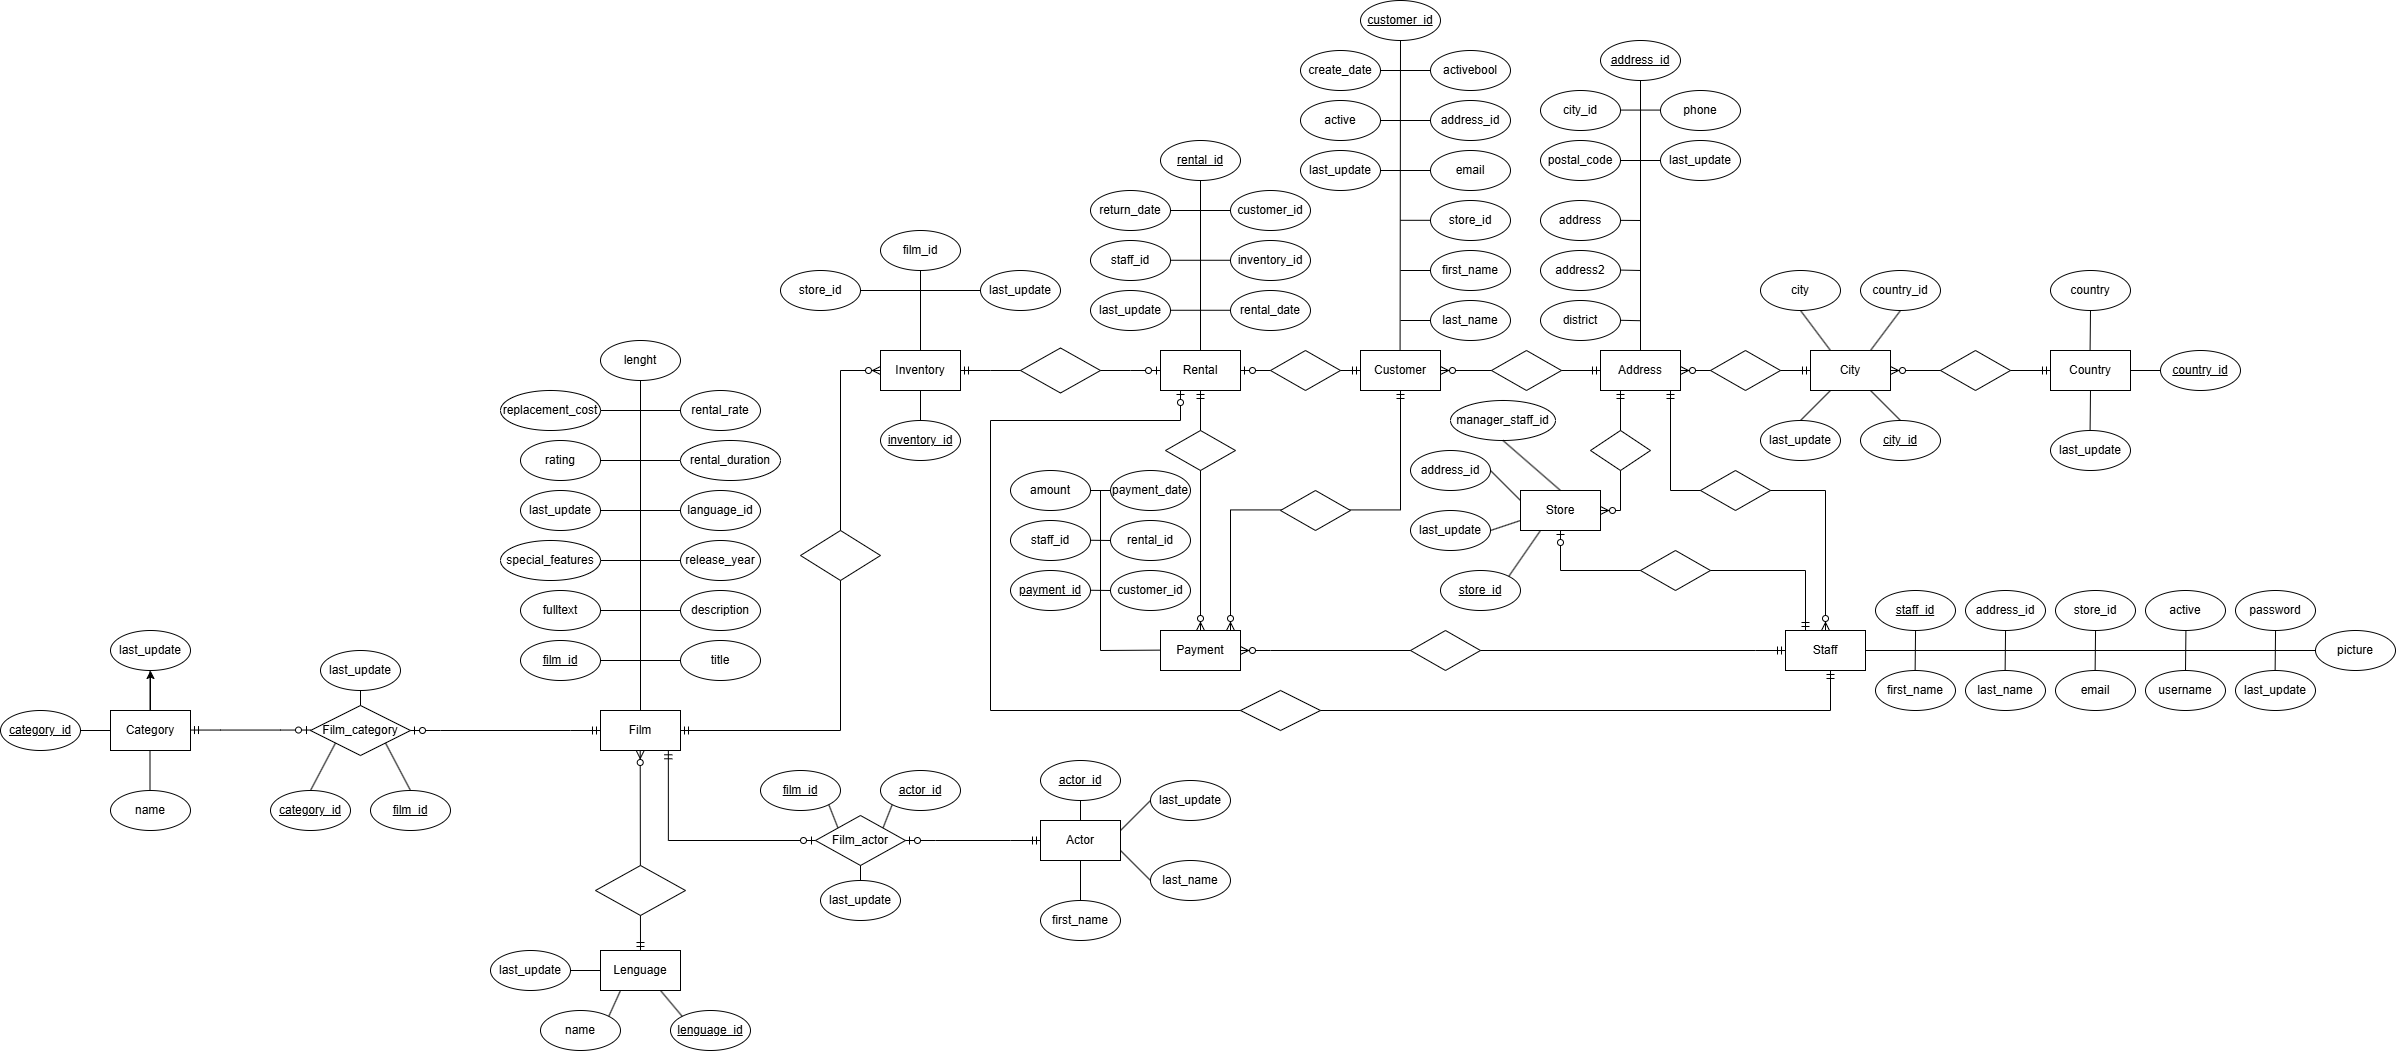 customer_id
create_date
activebool
active
address_id
last_update
email
store_id
first_name
last_name
address_id
city_id
phone
postal_code
last_update
address
address2
district
rental_id
return_date
customer_id
staff_id
inventory_id
last_update
rental_date
film_id
store_id
last_update
Inventory
inventory_id
Rental
Customer
Address
city
country_id
City
last_update
city_id
country
Country
country_id
last_update
lenght
replacement_cost
rental_rate
rating
rental_duration
last_update
language_id
special_features
release_year
fulltext
description
film_id
title
manager_staff_id
address_id
last_update
Store
store_id
amount
payment_date
staff_id
rental_id
payment_id
customer_id
Payment
Staff
staff_id
address_id
store_id
active
password
picture
first_name
last_name
email
username
last_update
last_update
category_id
Category
name
last_update
Film_category
category_id
film_id
Film
film_id
actor_id
Film_actor
last_update
actor_id
last_update
Actor
last_name
first_name
last_update
Lenguage
name
lenguage_id